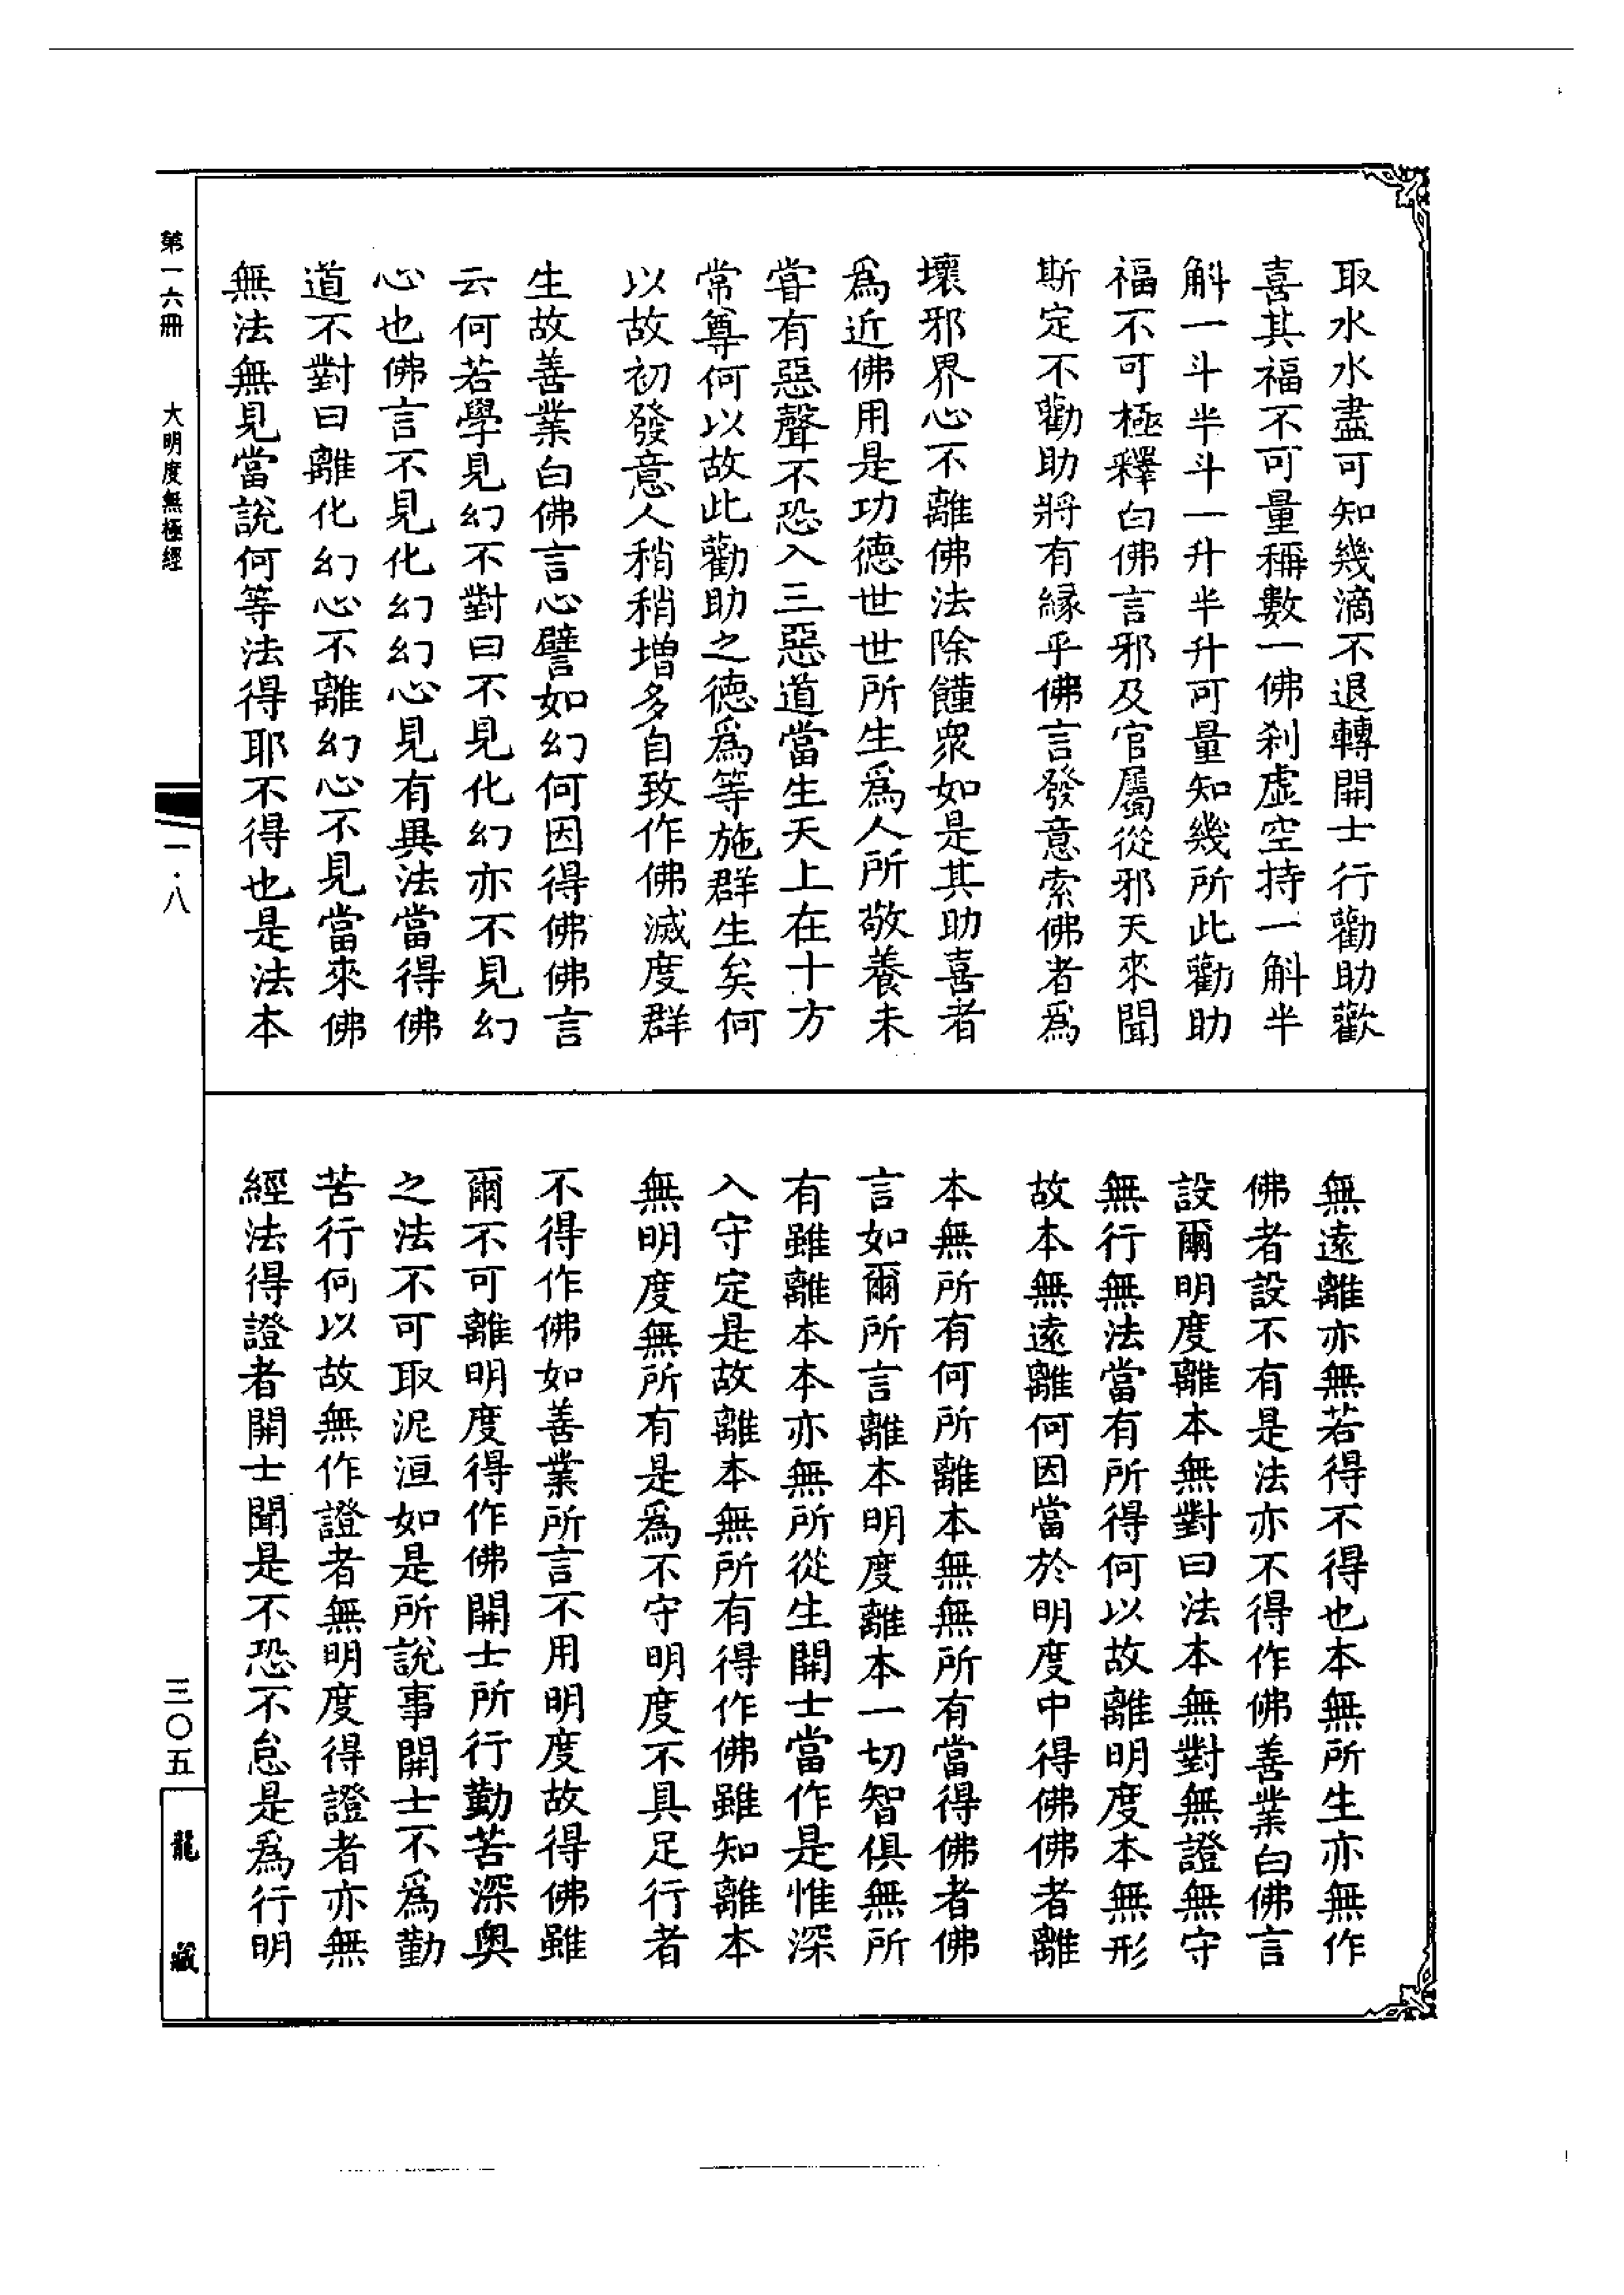 取水水盡可知幾滴不退轉開士行勸助歡
喜其福不可量稱數一佛刹虛空持一斛半
斛一斗半斗一升半升可量知幾所此勸助
福不可極釋白佛言邪及官屬從邪天來聞
斯定不勸助將有緣乎佛言發意索佛者爲
壞邪界心不離佛法除饉衆如是其助喜者
爲近佛用是功德世世所生爲人所敬養未
甞有惡聲不恐入三惡道當生天上在十方
常尊何以故此勸助之德爲等施群生矣何
以故初發意人稍稍增多自致作佛滅度群
生故善業白佛言心譬如幻何因得佛佛言
云何若學見幻不對曰不見化幻亦不見幻
心也佛言不見化幻幻心見有異法當得佛
道不對曰離化幻心不離幻心不見當來佛
無法無見當說何等法得耶不得也是法本
無遠離亦無若得不得也本無所生亦無作
佛者設不有是法亦不得作佛善業白佛言
設爾明度離本無對曰法本無對無證無守
無行無法當有所得何以故離明度本無形
故本無遠離何因當於明度中得佛佛者離
本無所有何所離本無無所有當得佛者佛
言如爾所言離本明度離本一切智俱無所
有雖離本本亦無所從生開士當作是惟深
入守定是故離本無所有得作佛雖知離本
無明度無所有是爲不守明度不具足行者
不得作佛如善業所言不用明度故得佛雖
爾不可離明度得作佛開士所行勤苦深奧
之法不可取泥洹如是所說事開士不爲勤
苦行何以故無作證者無明度得證者亦無
經法得證者開士聞是不恐不怠是爲行明
第一六冊
大明度無極經
一·八
三〇五
龍藏